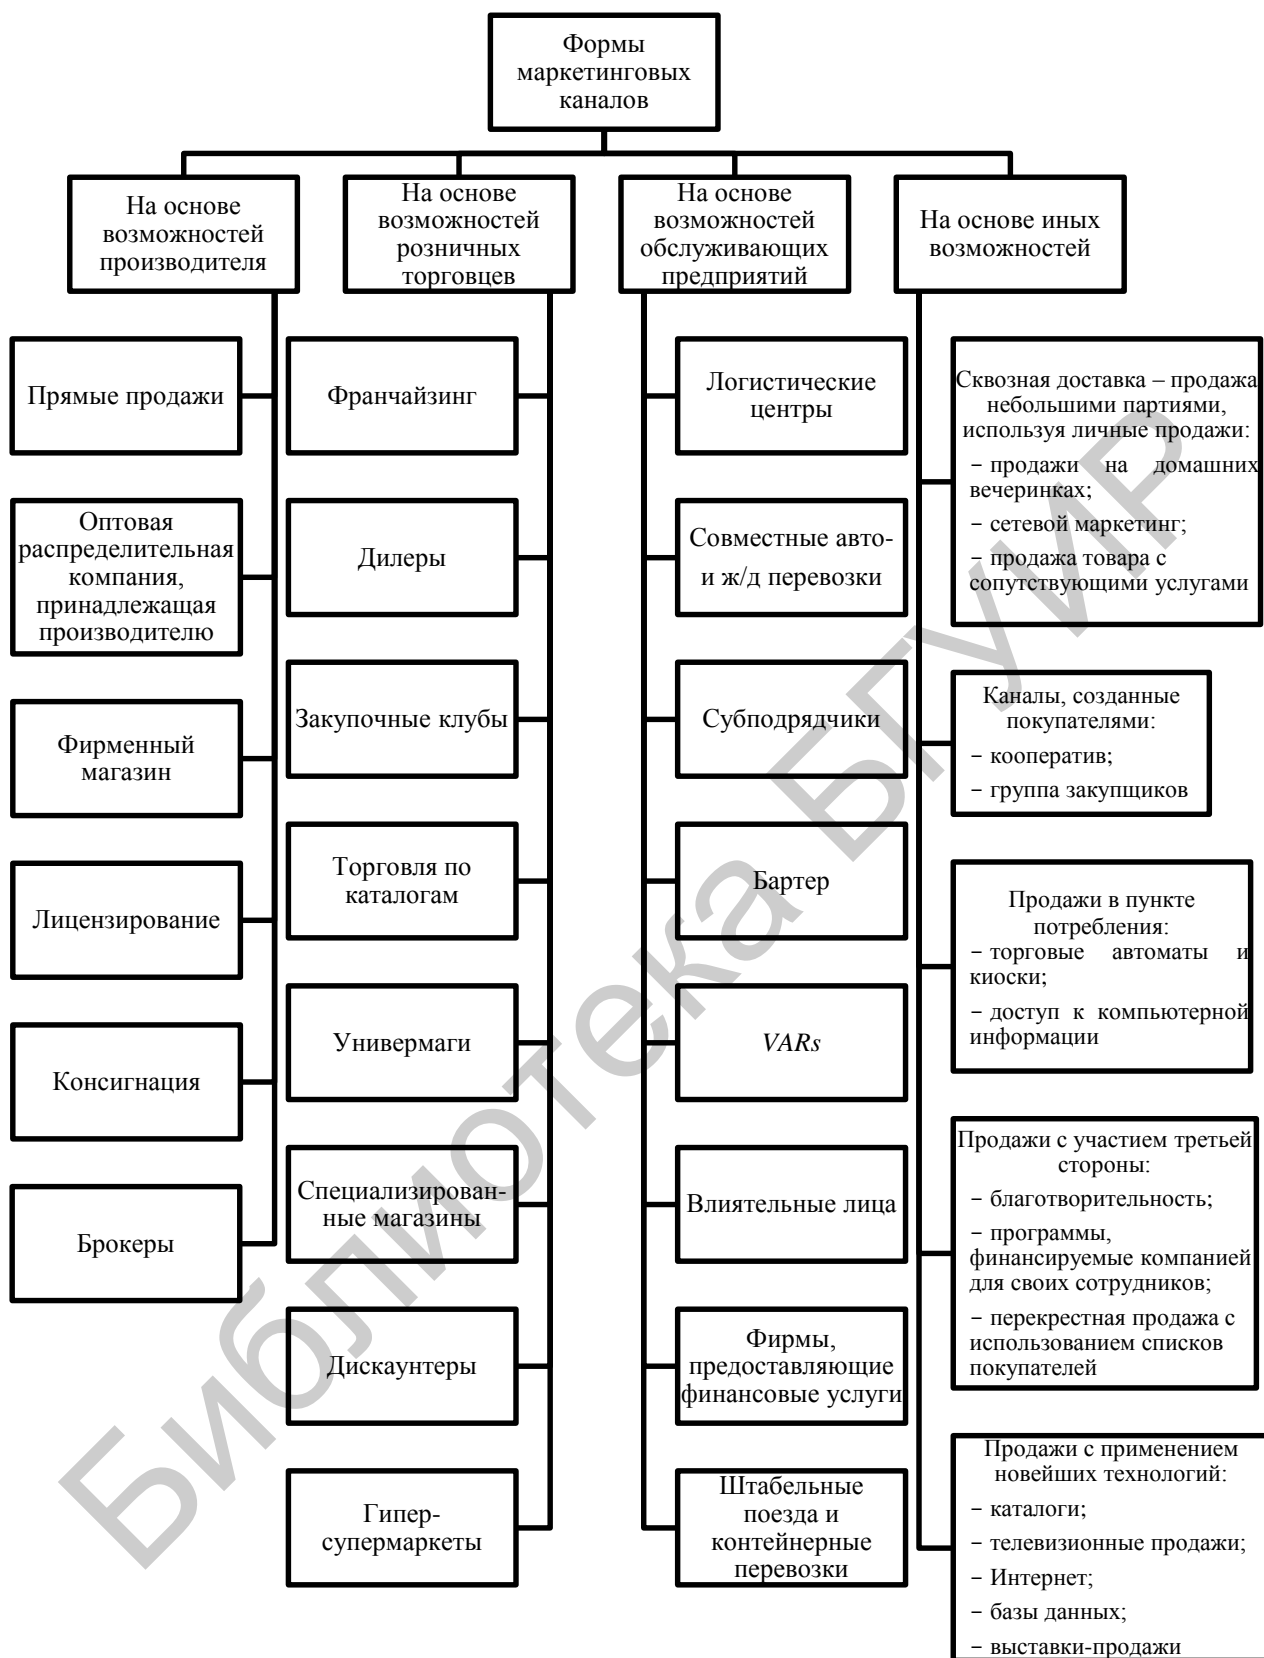 Формы
маркетинговых
каналов
На основе
возможностей
производителя
На основе
возможностей
розничных
торговцев
На основе
возможностей
обслуживающих
предприятий
На основе иных
возможностей
Прямые продажи
Оптовая
распределительная
компания,
принадлежащая
производителю
Фирменный
магазин
Лицензирование
Консигнация
Брокеры
Франчайзинг
Дилеры
Закупочные клубы
Торговля по
каталогам
Универмаги
Специализирован-
ные магазины
Дискаунтеры
Гипер-
супермаркеты
Логистические
центры
Совместные авто-
и ж/д перевозки
Субподрядчики
Бартер
VARs
Влиятельные лица
Фирмы,
предоставляющие
финансовые услуги
Штабельные
поезда и
контейнерные
перевозки
Сквозная доставка – продажа
небольшими партиями,
используя личные продажи:
− продажи на домашних
вечеринках;
− сетевой маркетинг;
− продажа товара с
сопутствующими услугами
Каналы, созданные
покупателями:
− кооператив;
− группа закупщиков
Продажи в пункте
потребления:
− торговые автоматы и
киоски;
− доступ к компьютерной
информации
Продажи с участием третьей
стороны:
− благотворительность;
− программы,
финансируемые компанией
для своих сотрудников;
− перекрестная продажа с
использованием списков
покупателей
Продажи с применением
новейших технологий:
− каталоги;
− телевизионные продажи;
− Интернет;
− базы данных;
− выставки-продажи
Библиотека БГУИР